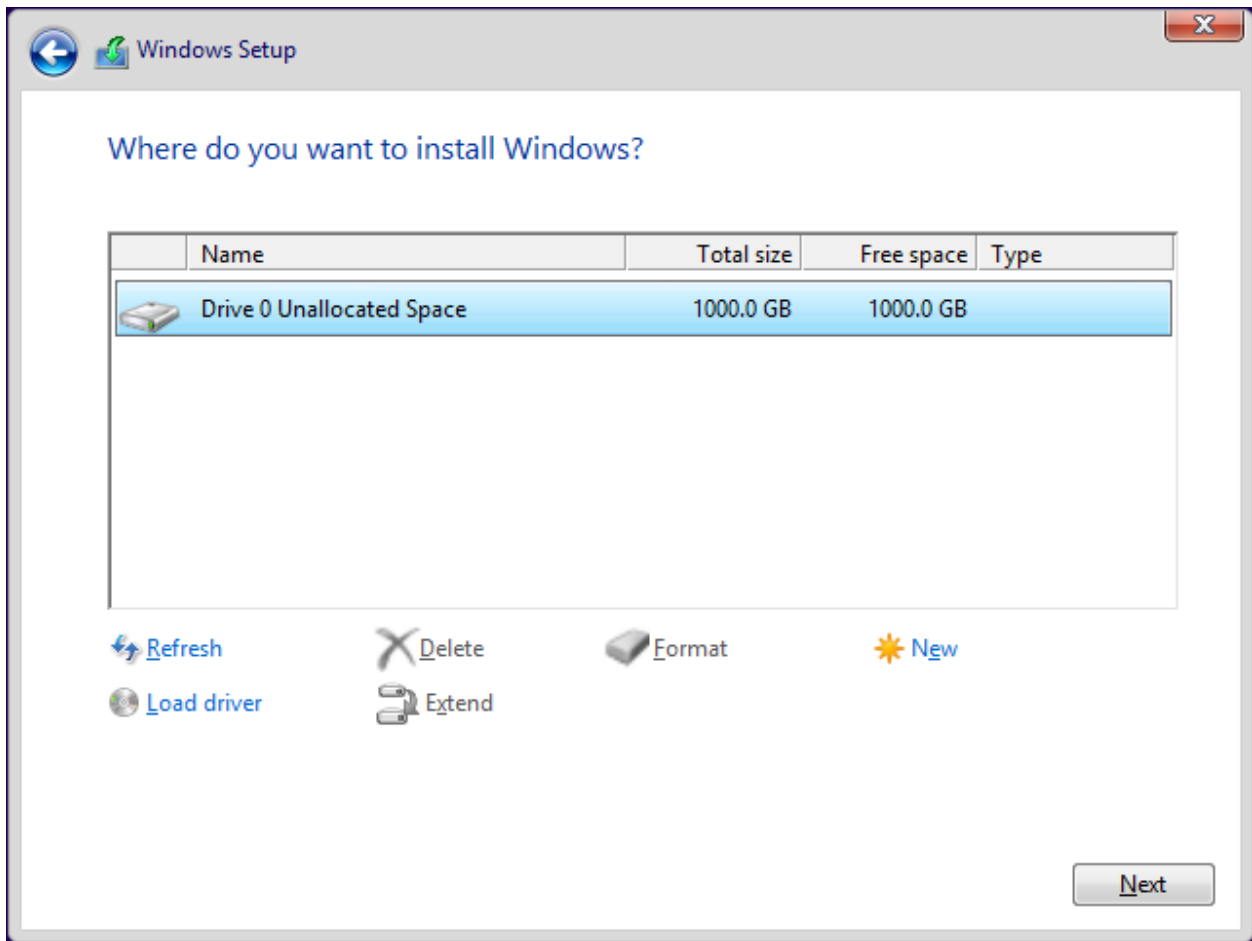 Windows Setup
Where do you want to install Windows?
Name Total size Free space Type
Drive 0 Unallocated Space 1000.0 GB 1000.0 GB
Refresh Delete Format New
Load driver Extend
Next